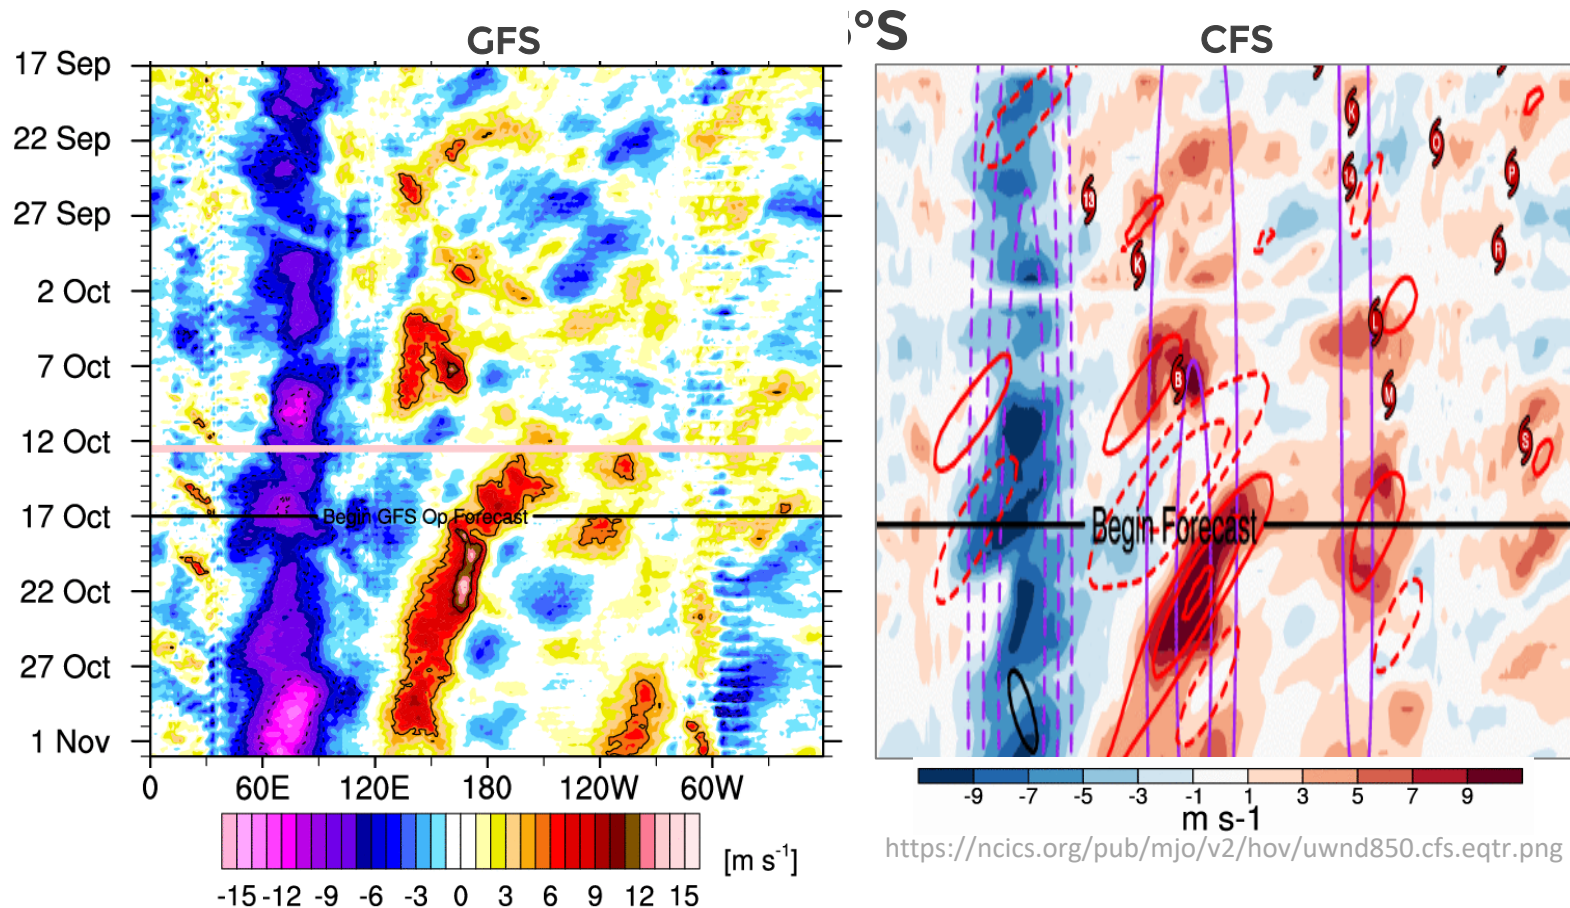 GFS
°S
CFS
17 Sep
22 Sep
27 Sep
2 Oct
7 Oct
12 Oct
17 Oct
22 Oct
27 Oct
1 Nov
Begin GFS Op Forecast
0 60E 120E 180 120W 60W
-15 -12 -9 -6 -3 0 3 6 9 12 15
[m s⁻¹]
K
O
14
P
13
R
K
L
B
M
S
Begin Forecast
-9 -7 -5 -3 -1 1 3 5 7 9
m s-1
https://ncics.org/pub/mjo/v2/hov/uwnd850.cfs.eqtr.png